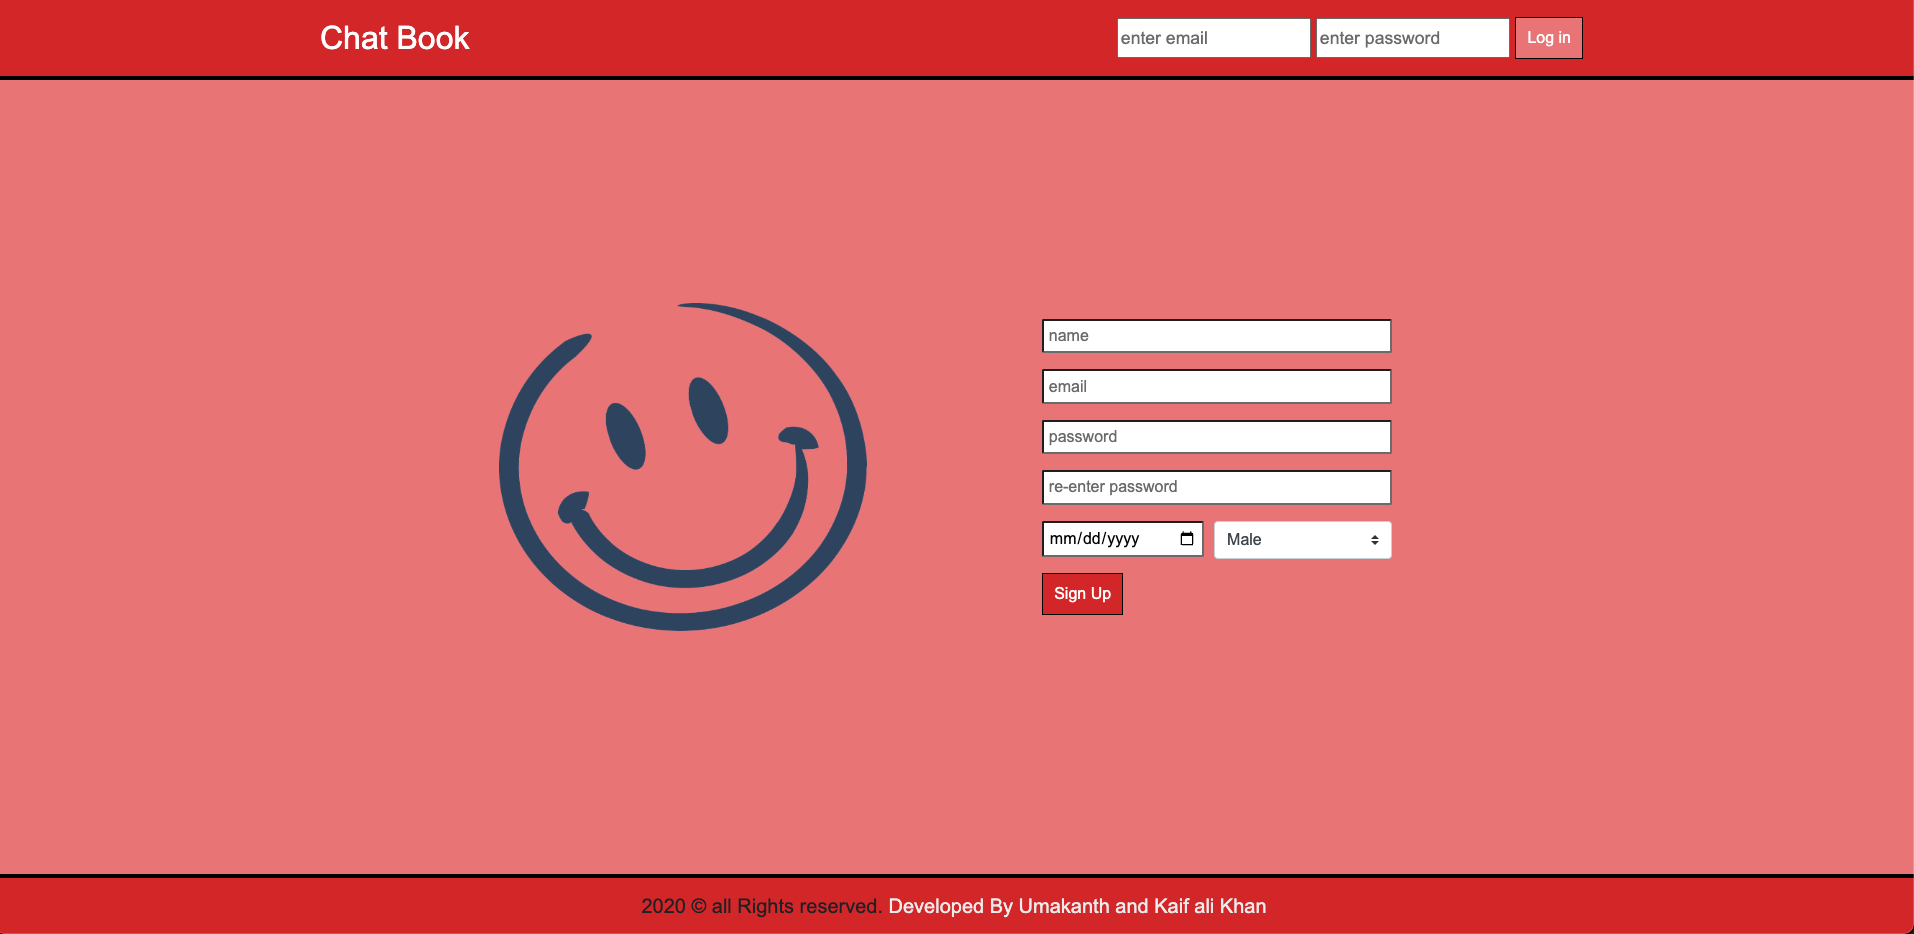 Chat Book
enter email enter password Log in
name
email
password
re-enter password
mm/dd/yyyy Male
Sign Up
2020 © all Rights reserved. Developed By Umakanth and Kaif ali Khan